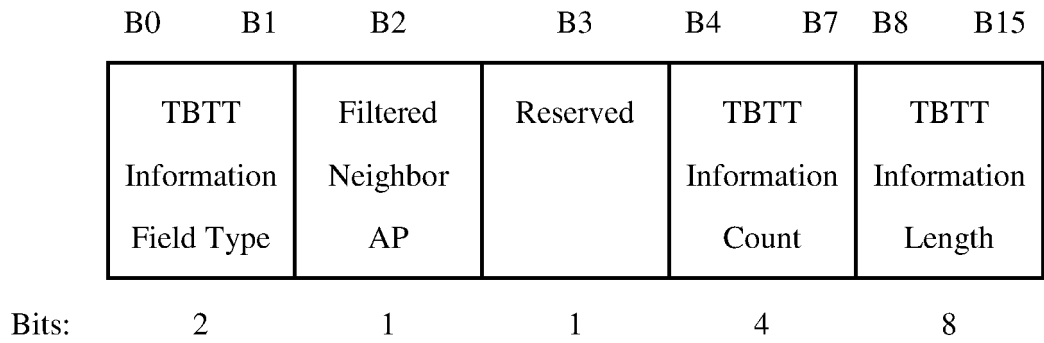 B0 B1 B2 B3 B4 B7 B8 B15
TBTT Filtered Reserved TBTT TBTT
Information Neighbor Information Information
Field Type AP Count Length
Bits: 2 1 1 4 8